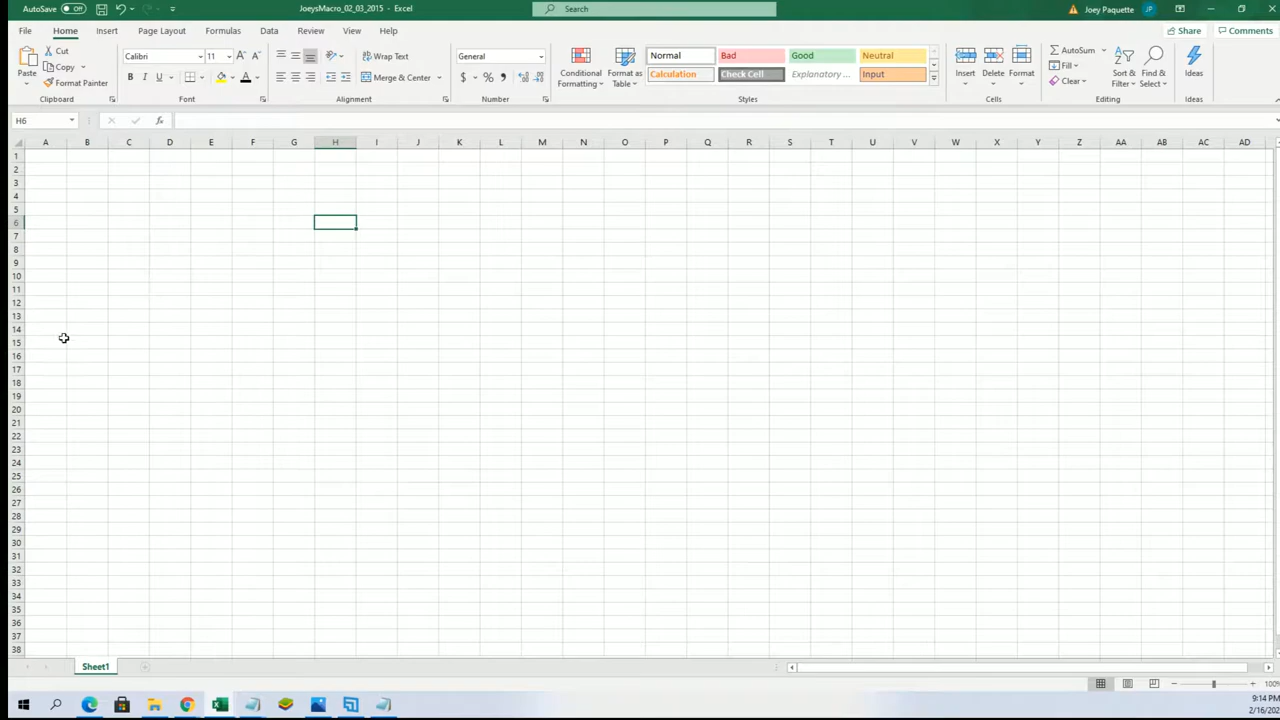 AutoSave Off JoeysMacro_02_03_2015 - Excel Search Joey Paquette JP
File Home Insert Page Layout Formulas Data Review View Help Share Comments
Paste Cut Copy Format Painter Clipboard
Calibri 11 B I U A Font
Wrap Text Merge & Center Alignment
General $ % Number
Conditional Formatting Format as Table
Normal Bad Good Neutral
Calculation Check Cell Explanatory ... Input
Styles
Insert Delete Format Cells
AutoSum Fill Clear Sort & Filter Find & Select Editing
Ideas Ideas
H6 fx
A B C D E F G H I J K L M N O P Q R S T U V W X Y Z AA AB AC AD
1
2
3
4
5
6
7
8
9
10
11
12
13
14
15
16
17
18
19
20
21
22
23
24
25
26
27
28
29
30
31
32
33
34
35
36
37
38
Sheet1
100%
9:14 PM